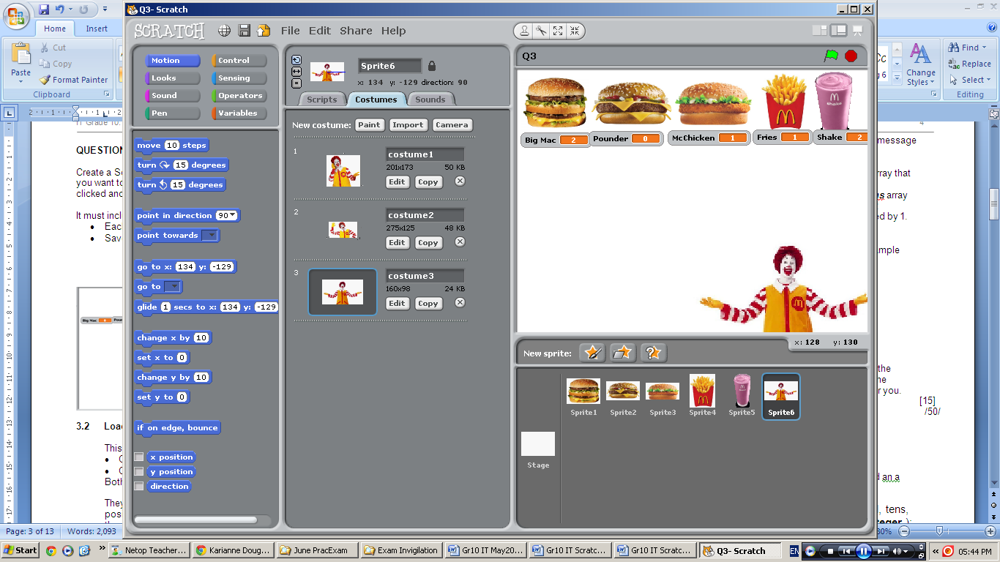 Q3- Scratch
Home Insert
Paste
Cut
Copy
Format Painter
Clipboard
SCRATCH File Edit Share Help
Motion Control
Looks Sensing
Sound Operators
Pen Variables
move 10 steps
turn 15 degrees
turn 15 degrees
point in direction 90
point towards
go to x: 134 y: -129
go to
glide 1 secs to x: 134 y: -129
change x by 10
set x to 0
change y by 10
set y to 0
if on edge, bounce
x position
y position
direction
Sprite6
x: 134 y: -129 direction: 90
Scripts Costumes Sounds
New costume: Paint Import Camera
1 costume1
201x173 50 KB
Edit Copy
2 costume2
275x125 48 KB
Edit Copy
3 costume3
160x98 24 KB
Edit Copy
Q3
Big Mac 2 Pounder 0 McChicken 1 Fries 1 Shake 2
x: 128 y: 130
New sprite:
Sprite1 Sprite2 Sprite3 Sprite4 Sprite5 Sprite6
Stage
Find
Replace
Select
Change
Styles
Editing
IT Grade 10.
4
QUESTION
Create a Sc
you want to
clicked and
It must incl
Eac
Sav
Big Mac 0 Poun
3.2 Loa
This
Both
They
pos
message
rray that
s array
ed by 1.
mple
the
ne
r you.
[15]
/50/
d an a
, tens,
teger ):
Page: 3 of 13 Words: 2,093
Start Netop Teacher... Karianne Doug... June PracExam Exam Invigilation Gr10 IT May20... Gr10 IT Scratc... Gr10 IT Scratc... Q3- Scratch EN 05:44 PM